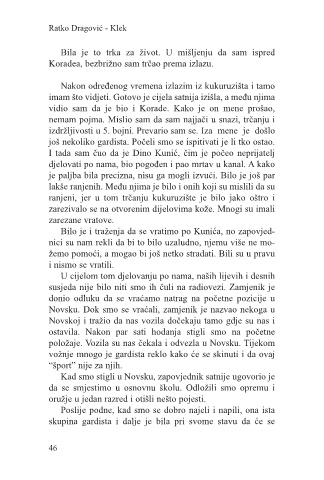 Ratko Dragović - Klek
Bila je to trka za život. U mišljenju da sam ispred
Koradea, bezbrižno sam trčao prema izlazu.
Nakon određenog vremena izlazim iz kukuruzišta i tamo
imam što vidjeti. Gotovo je cijela satnija izišla, a među njima
vidio sam da je bio i Korade. Kako je on mene prošao,
nemam pojma. Mislio sam da sam najjači u snazi, trčanju i
izdržljivosti u 5. bojni. Prevario sam se. Iza mene je došlo
još nekoliko gardista. Počeli smo se ispitivati je li tko ostao.
I tada sam čuo da je Dino Kunić, čim je počeo neprijatelj
djelovati po nama, bio pogođen i pao mrtav u kanal. A kako
je paljba bila precizna, nisu ga mogli izvući. Bilo je još par
lakše ranjenih. Među njima je bilo i onih koji su mislili da su
ranjeni, jer u tom trčanju kukuruzište je bilo jako oštro i
zarezivalo se na otvorenim dijelovima kože. Mnogi su imali
zarezane vratove.
Bilo je i traženja da se vratimo po Kunića, no zapovjed-
nici su nam rekli da bi to bilo uzaludno, njemu više ne mo-
žemo pomoći, a mogao bi još netko stradati. Bili su u pravu
i nismo se vratili.
U cijelom tom djelovanju po nama, naših lijevih i desnih
susjeda nije bilo niti smo ih čuli na radiovezi. Zamjenik je
donio odluku da se vraćamo natrag na početne pozicije u
Novsku. Dok smo se vraćali, zamjenik je nazvao nekoga u
Novskoj i tražio da nas vozila dočekaju tamo gdje su nas i
ostavila. Nakon par sati hodanja stigli smo na početne
položaje. Vozila su nas čekala i odvezla u Novsku. Tijekom
vožnje mnogo je gardista reklo kako će se skinuti i da ovaj
“šport” nije za njih.
Kad smo stigli u Novsku, zapovjednik satnije ugovorio je
da se smjestimo u osnovnu školu. Odložili smo opremu i
oružje u jedan razred i otišli nešto pojesti.
Poslije podne, kad smo se dobro najeli i napili, ona ista
skupina gardista i dalje je bila pri svome stavu da će se
46